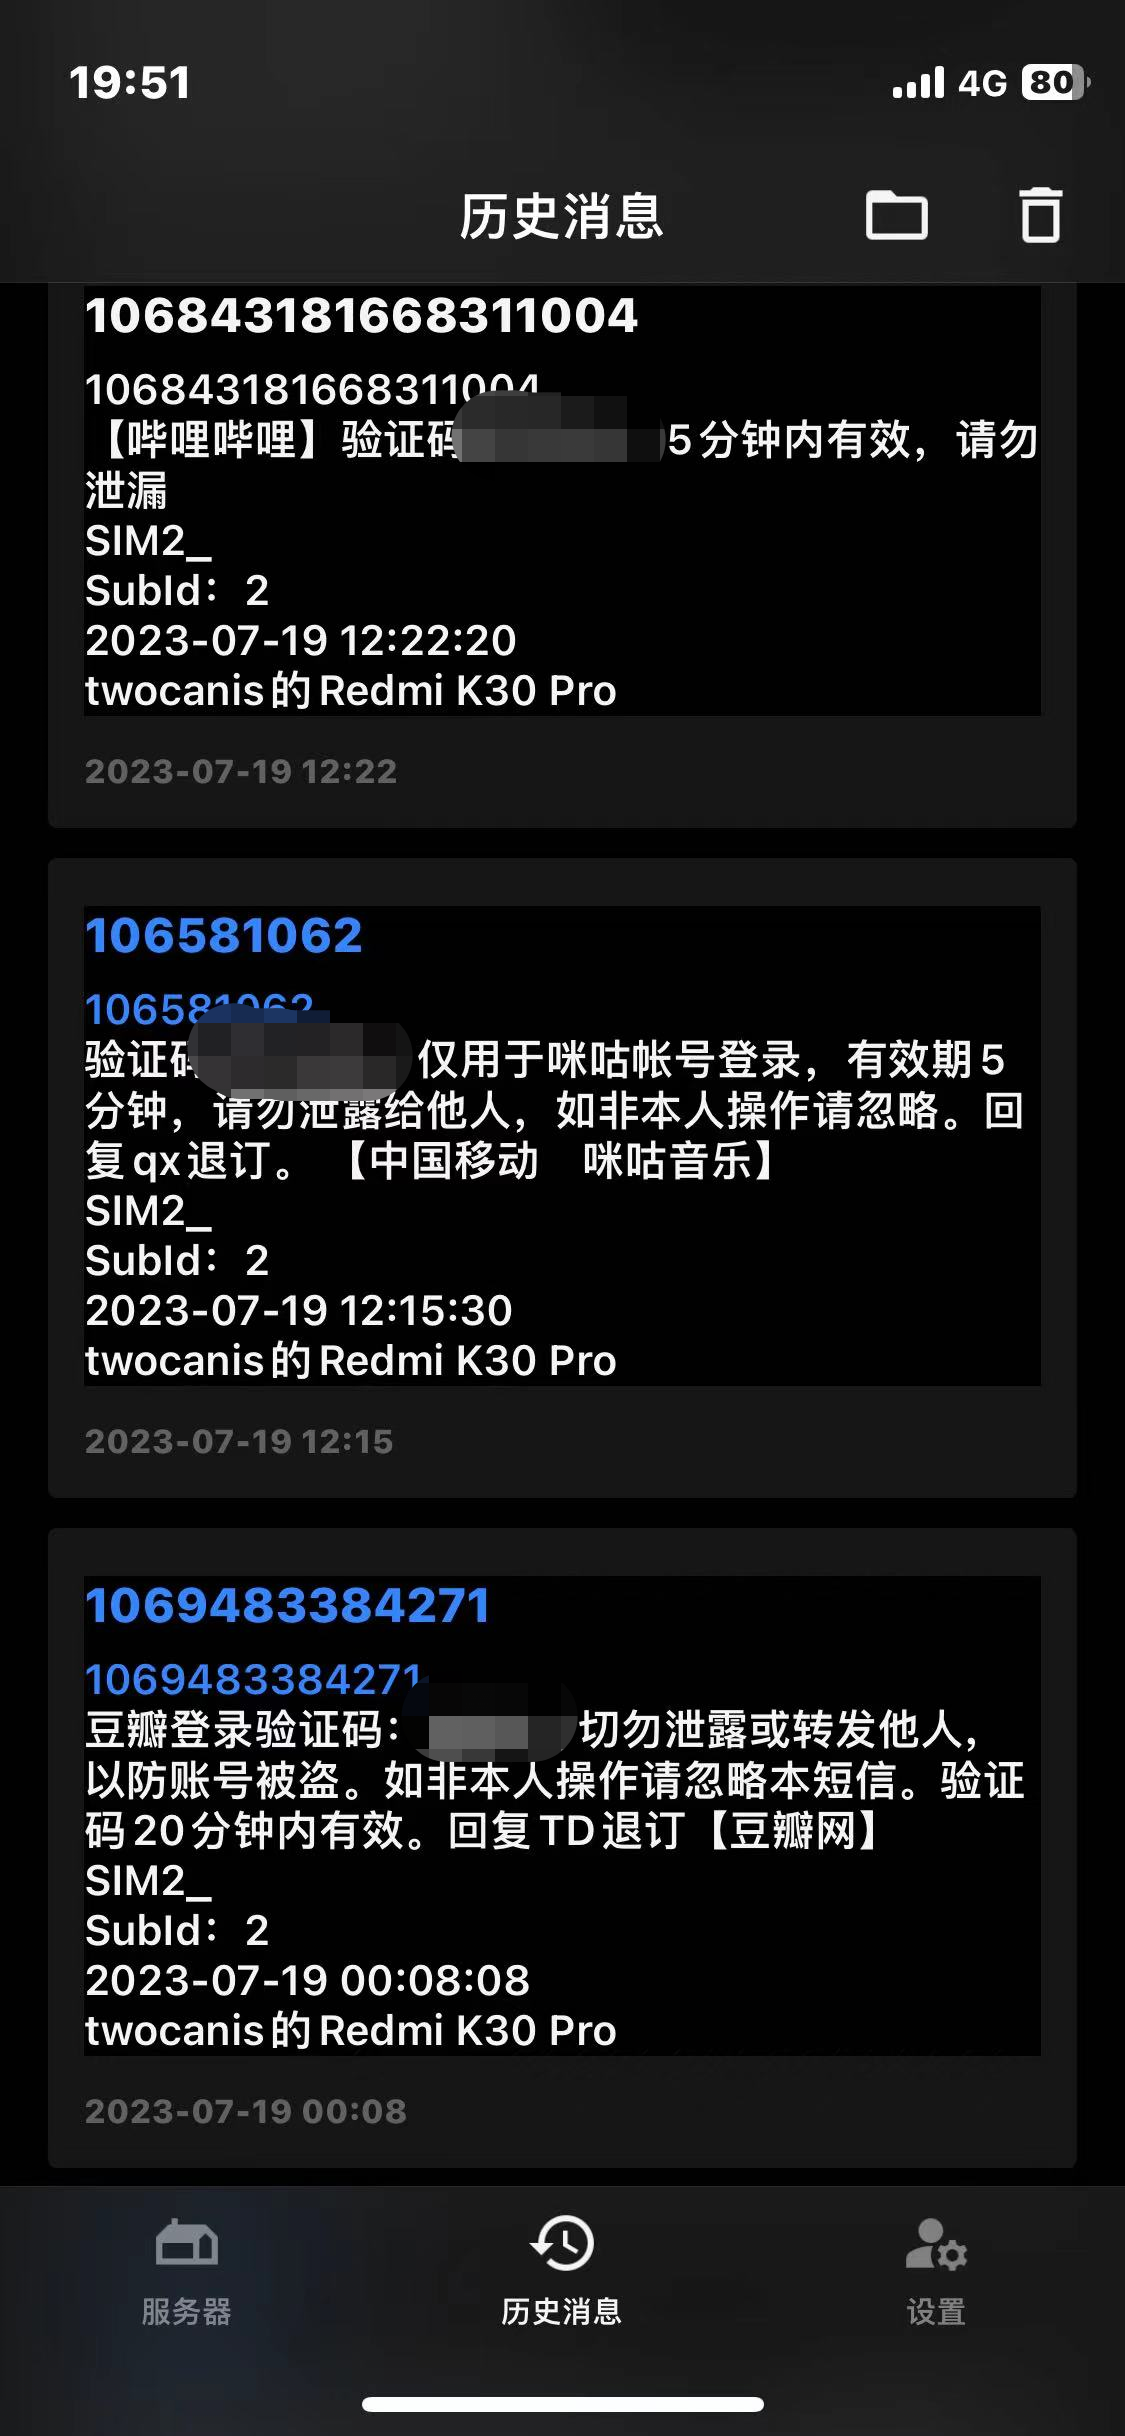 19:51
4G 80
历史消息
106843181668311004
106843181668311004
【哔哩哔哩】验证码 5分钟内有效，请勿
泄漏
SIM2_
SubId：2
2023-07-19 12:22:20
twocanis的Redmi K30 Pro
2023-07-19 12:22
106581062
106581062
验证码 仅用于咪咕帐号登录，有效期5
分钟，请勿泄露给他人，如非本人操作请忽略。回
复qx退订。【中国移动 咪咕音乐】
SIM2_
SubId：2
2023-07-19 12:15:30
twocanis的Redmi K30 Pro
2023-07-19 12:15
1069483384271
1069483384271
豆瓣登录验证码： 切勿泄露或转发他人，
以防账号被盗。如非本人操作请忽略本短信。验证
码20分钟内有效。回复TD退订【豆瓣网】
SIM2_
SubId：2
2023-07-19 00:08:08
twocanis的Redmi K30 Pro
2023-07-19 00:08
服务器
历史消息
设置